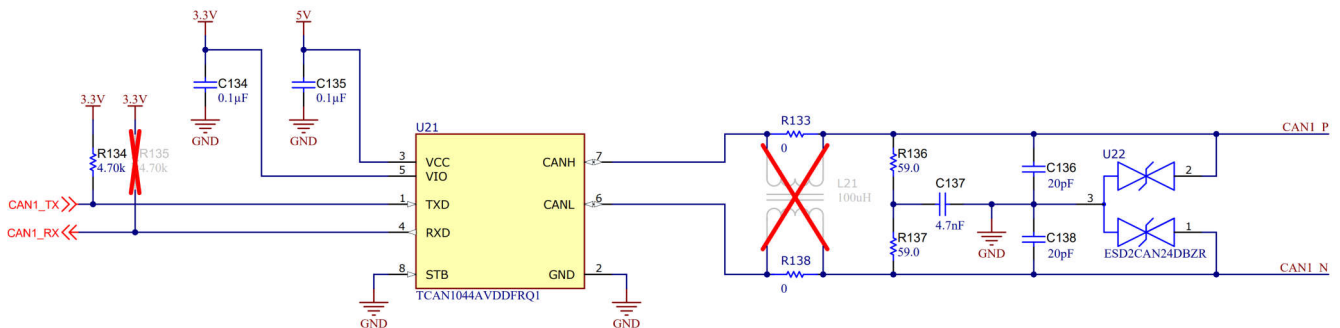 3.3V
5V
C134
0.1µF
GND
C135
0.1µF
GND
3.3V
3.3V
R134
4.70k
R135
4.70k
CAN1_TX
CAN1_RX
U21
3
VCC
5
VIO
1
TXD
4
RXD
8
STB
CANH
7
CANL
6
GND
2
TCAN1044AVDDFRQ1
GND
GND
R133
0
L21
100uH
R138
0
R136
59.0
R137
59.0
C137
4.7nF
GND
C136
20pF
C138
20pF
U22
3
2
1
ESD2CAN24DBZR
CAN1_P
CAN1_N